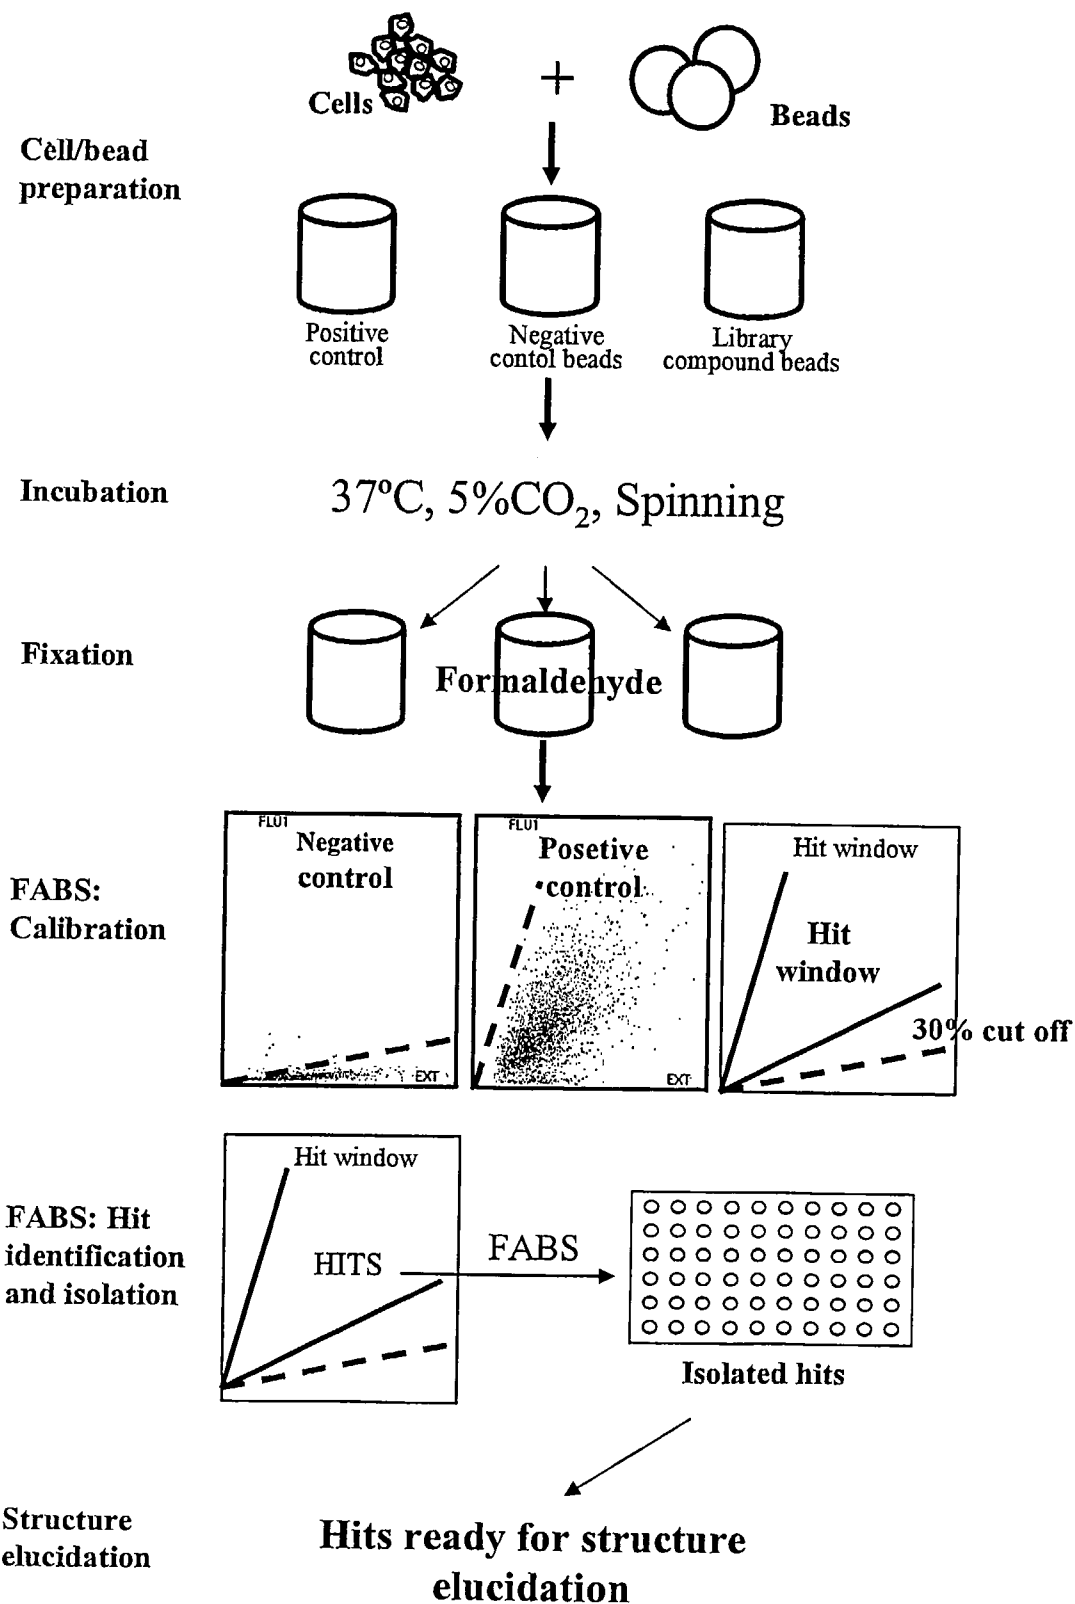 Cells
+
Beads
Cell/bead
preparation
Positive
control
Negative
contol beads
Library
compound beads
Incubation
37ºC, 5%CO₂, Spinning
Fixation
Formaldehyde
FABS:
Calibration
FLU1
Negative
control
EXT
FLU1
Posetive
control
EXT
Hit window
Hit
window
30% cut off
FABS: Hit
identification
and isolation
Hit window
HITS
FABS
Isolated hits
Structure
elucidation
Hits ready for structure
elucidation